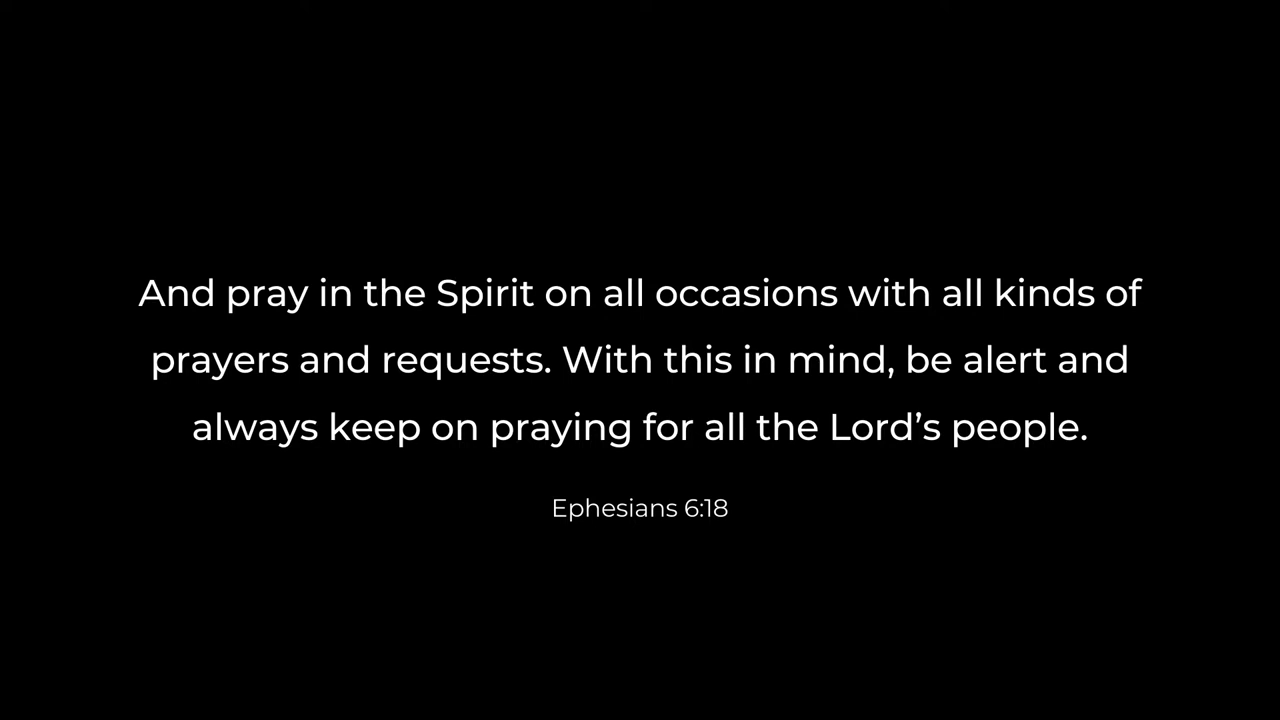 And pray in the Spirit on all occasions with all kinds of
prayers and requests. With this in mind, be alert and
always keep on praying for all the Lord’s people.
Ephesians 6:18